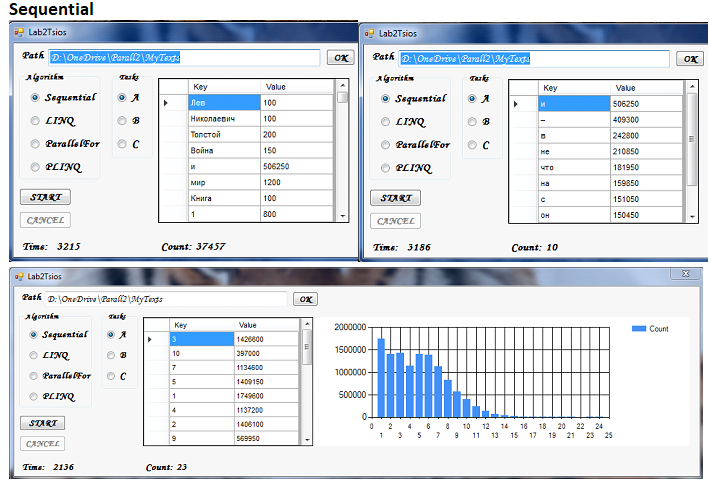 Sequential
Lab2Tsios
Path D:\OneDrive\Parall2\MyTexts OK
Algorithm Tasks
Key Value
Sequential A
LINQ B
ParallelFor C
PLINQ
Лев 100
Николаевич 100
Толстой 200
Война 150
и 506250
мир 1200
Книга 100
1 800
START
CANCEL
Time: 3215 Count: 37457
Lab2Tsios
Path D:\OneDrive\Parall2\MyTexts OK
Algorithm Tasks
Key Value
Sequential A
LINQ B
ParallelFor C
PLINQ
и 506250
– 409300
в 242800
не 210850
что 181950
на 159850
с 151050
он 150450
START
CANCEL
Time: 3186 Count: 10
Lab2Tsios
Path D:\OneDrive\Parall2\MyTexts OK
Algorithm Tasks
Key Value
Sequential A
LINQ B
ParallelFor C
PLINQ
3 1426600
10 397000
7 1134600
5 1409150
1 1749600
4 1137200
2 1406100
9 569950
START
CANCEL
Time: 2136 Count: 23
2000000
1500000
1000000
500000
0
0 2 4 6 8 10 12 14 16 18 20 22 24
1 3 5 7 9 11 13 15 17 19 21 23 25
Count